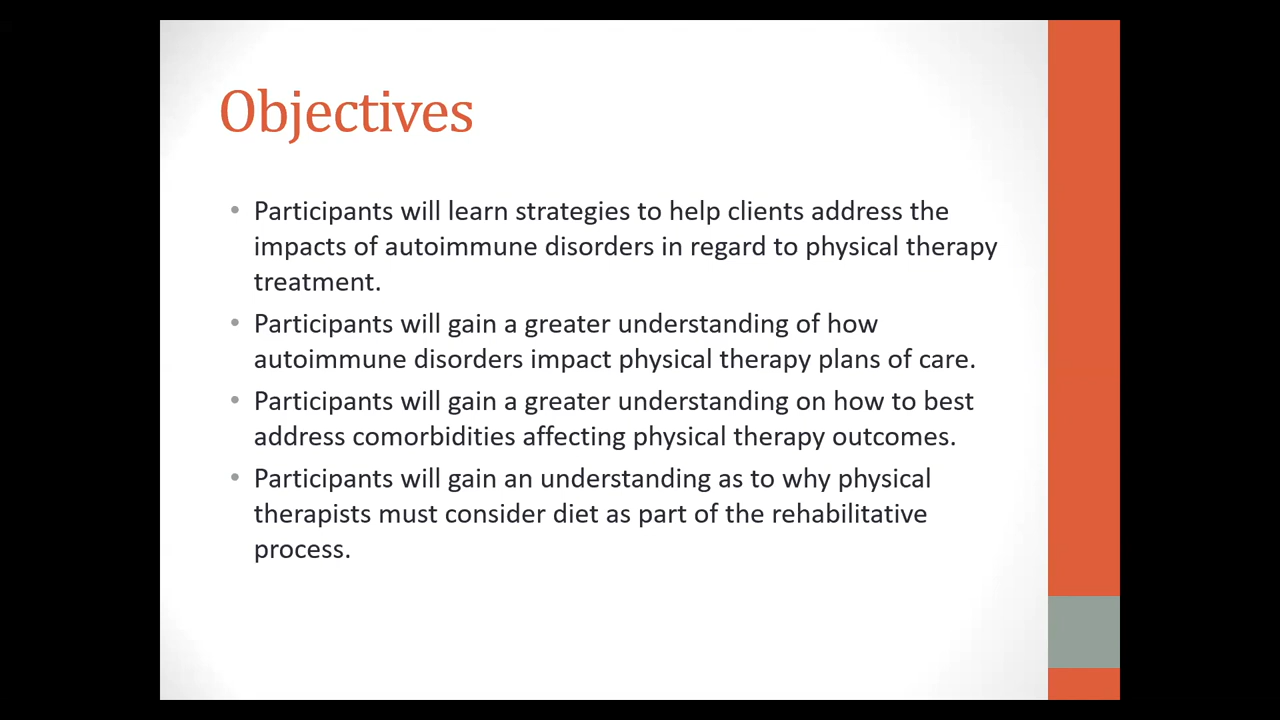 Objectives
• Participants will learn strategies to help clients address the
impacts of autoimmune disorders in regard to physical therapy
treatment.
• Participants will gain a greater understanding of how
autoimmune disorders impact physical therapy plans of care.
• Participants will gain a greater understanding on how to best
address comorbidities affecting physical therapy outcomes.
• Participants will gain an understanding as to why physical
therapists must consider diet as part of the rehabilitative
process.